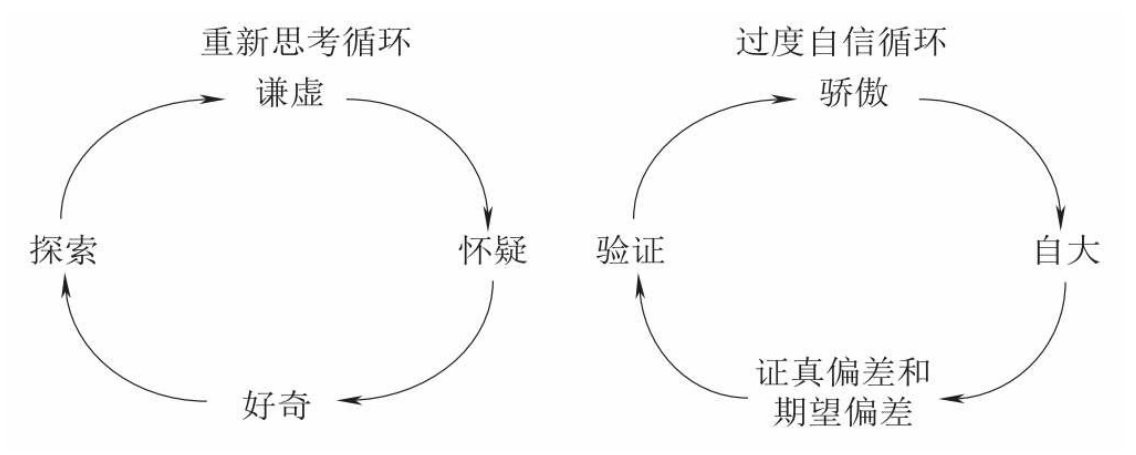 重新思考循环
谦虚
怀疑
好奇
探索
过度自信循环
骄傲
自大
证真偏差和
期望偏差
验证